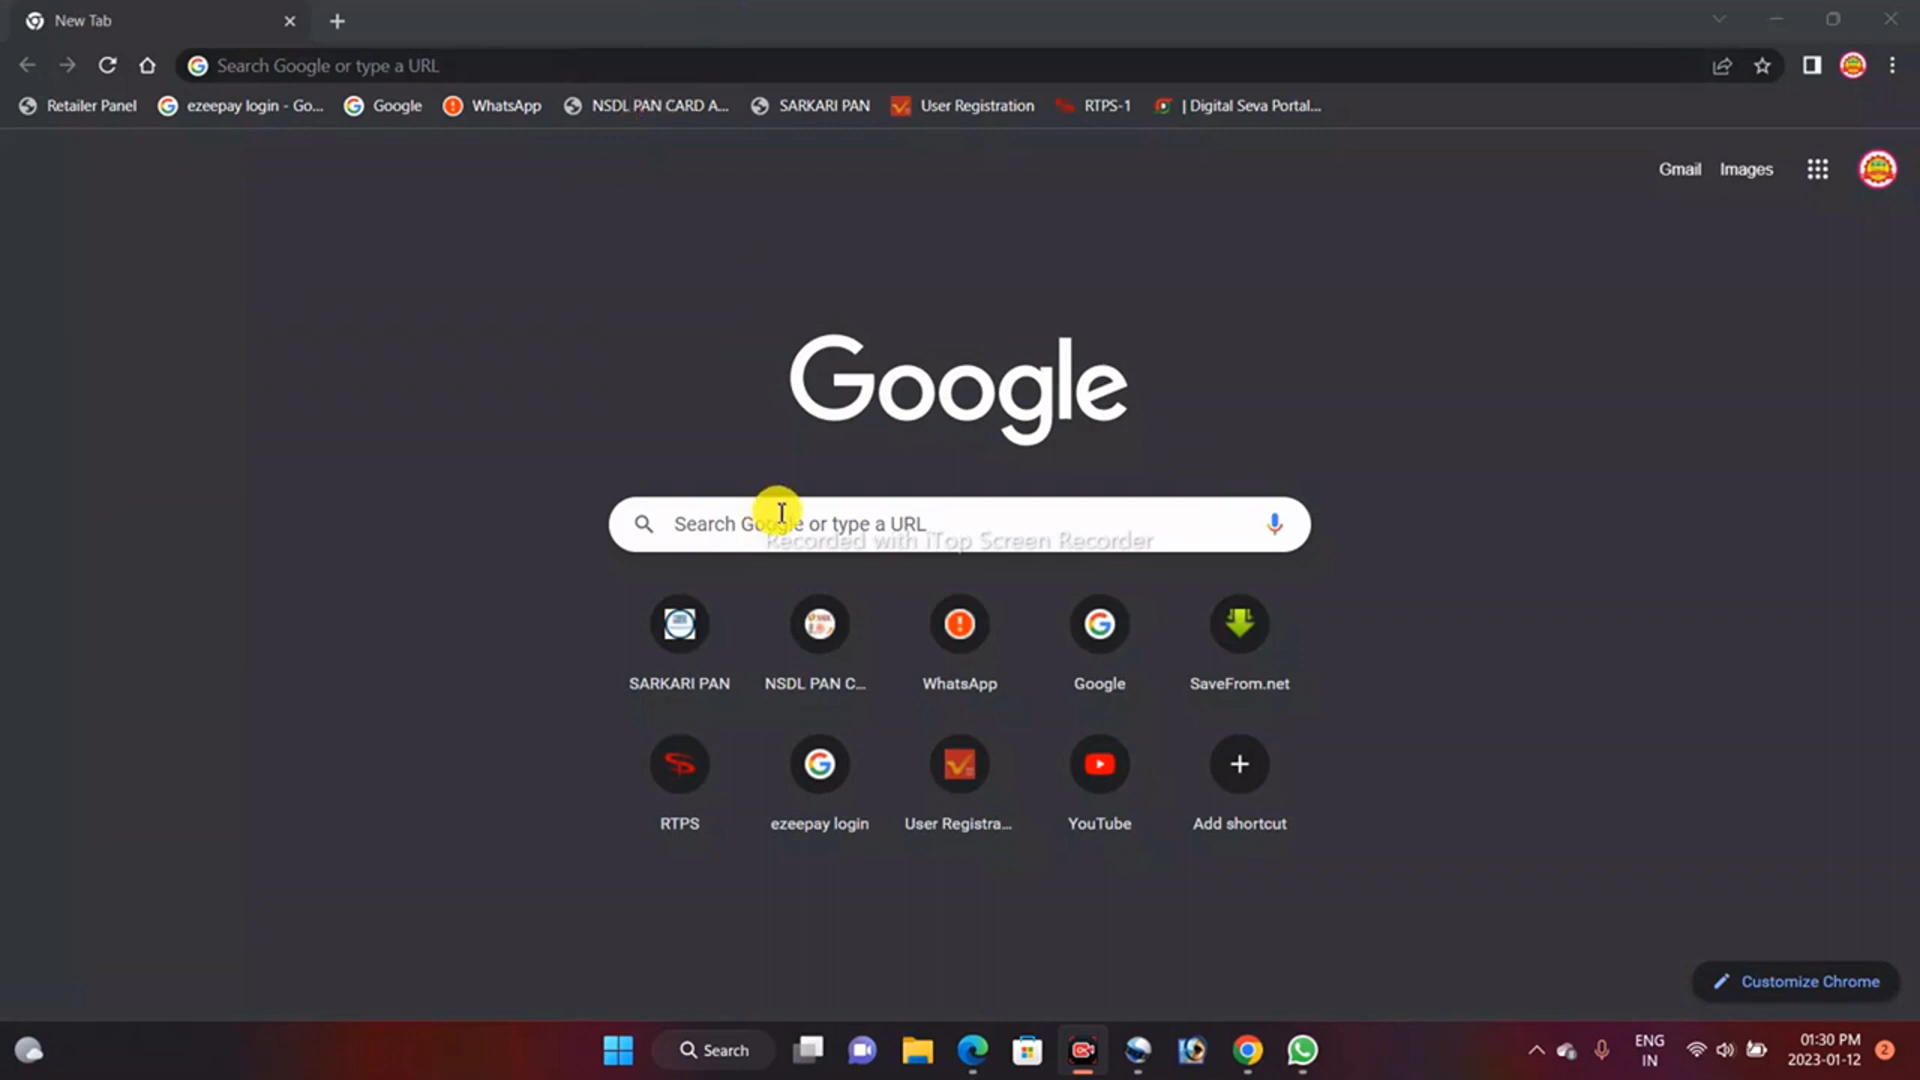 New Tab
Search Google or type a URL
Retailer Panel ezeepay login - Go... Google WhatsApp NSDL PAN CARD A... SARKARI PAN User Registration RTPS-1 | Digital Seva Portal...
Gmail Images
Google
Search Google or type a URL
Recorded with iTop Screen Recorder
SARKARI PAN NSDL PAN C... WhatsApp Google SaveFrom.net
RTPS ezeepay login User Registra... YouTube Add shortcut
Customize Chrome
Search
ENG
IN
01:30 PM
2023-01-12
2